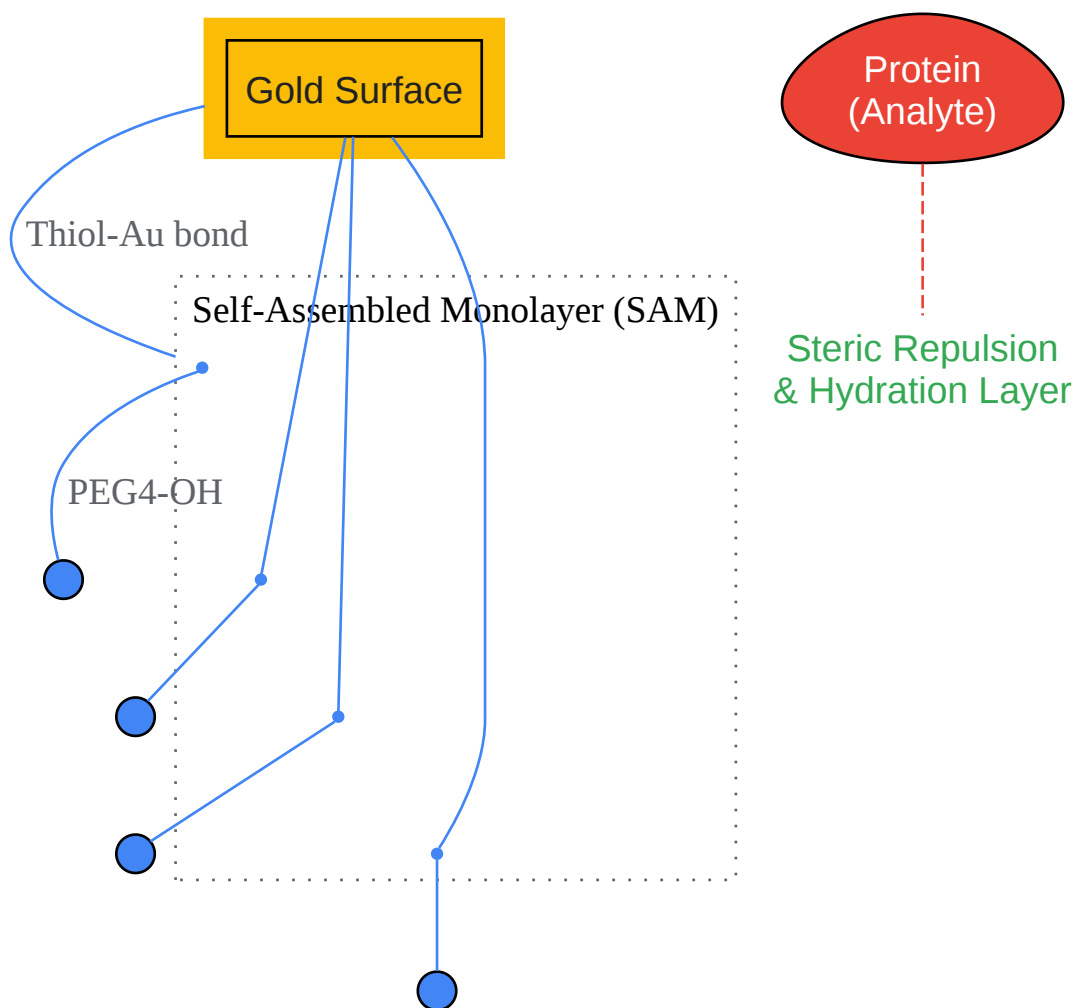 Gold Surface
Protein
(Analyte)
Thiol-Au bond
Self-Assembled Monolayer (SAM)
Steric Repulsion
& Hydration Layer
PEG4-OH